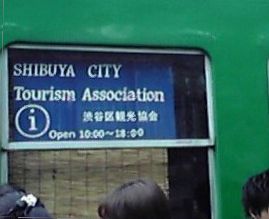 SHIBUYA CITY
Tourism Association
渋谷区観光協会
i
Open 10:00～18:00